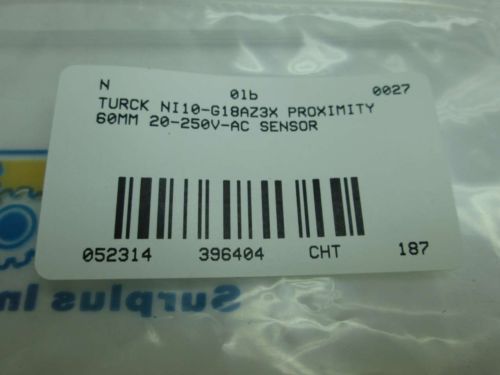 N 01b 0027
TURCK NI10-G18AZ3X PROXIMITY
60MM 20-250V-AC SENSOR
052314 396404 CHT 187
Surplus In